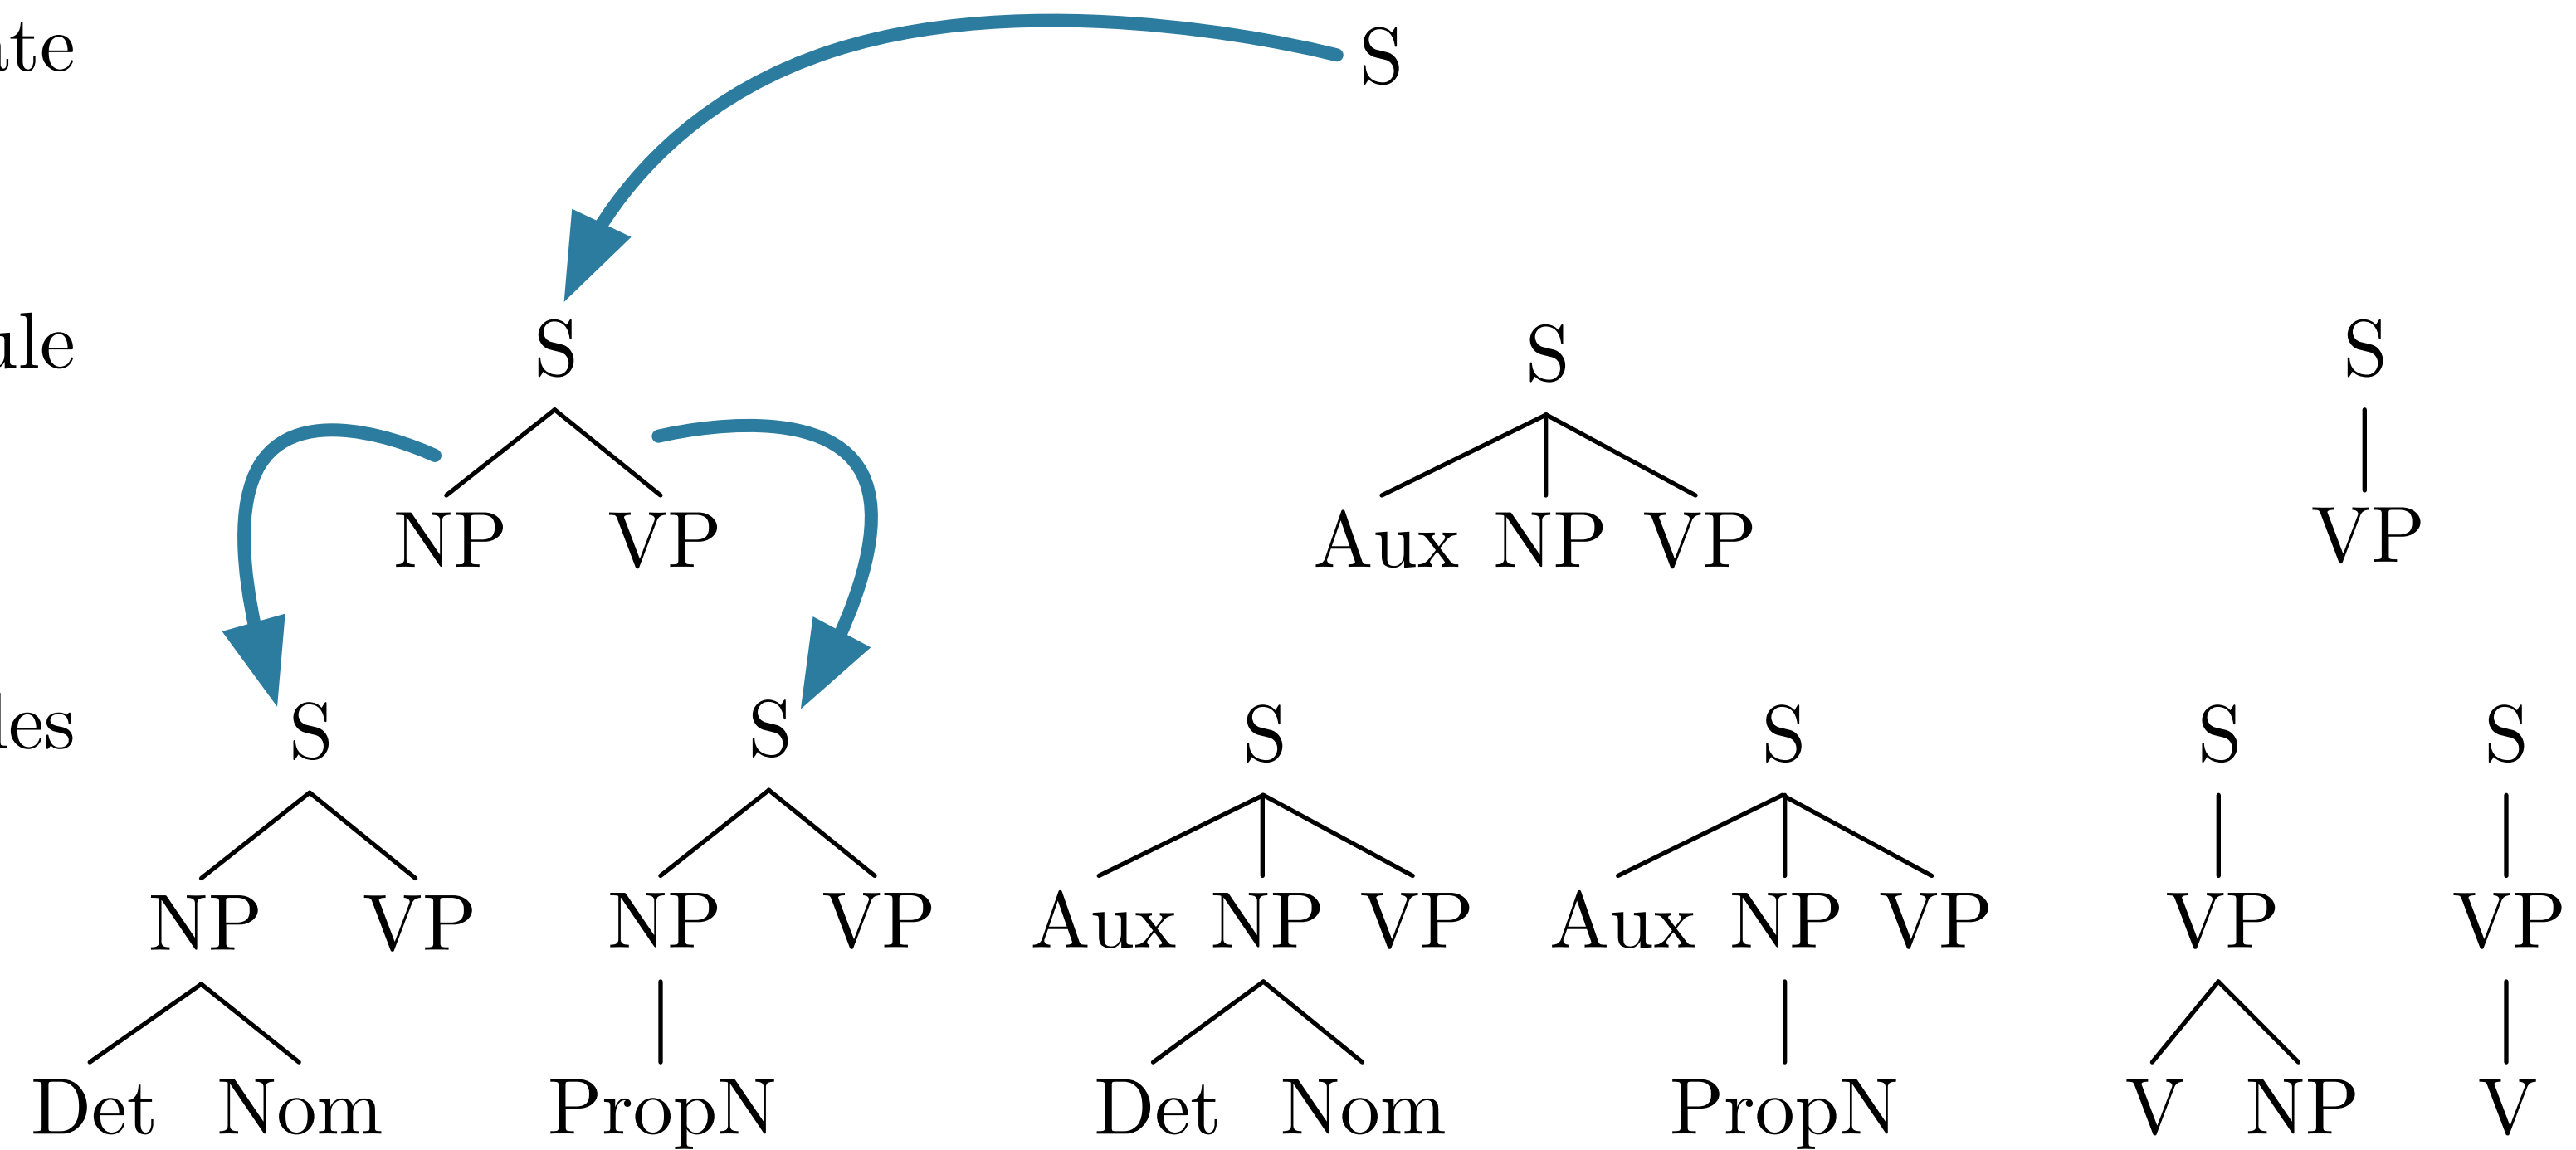 ate S
ule S S S
NP VP Aux NP VP VP
les S S S S S S
NP VP NP VP Aux NP VP Aux NP VP VP VP
Det Nom PropN Det Nom PropN V NP V